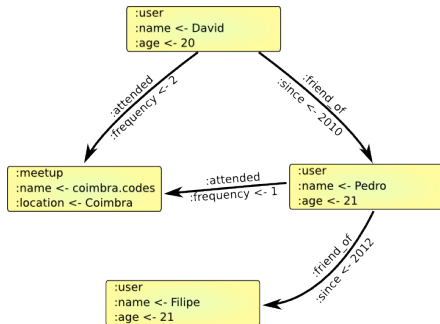 :user
:name <- David
:age <- 20
:attended
:frequency <- 2
:friend_of
:since <- 2010
:meetup
:name <- coimbra.codes
:location <- Coimbra
:attended
:frequency <- 1
:user
:name <- Pedro
:age <- 21
:friend_of
:since <- 2012
:user
:name <- Filipe
:age <- 21